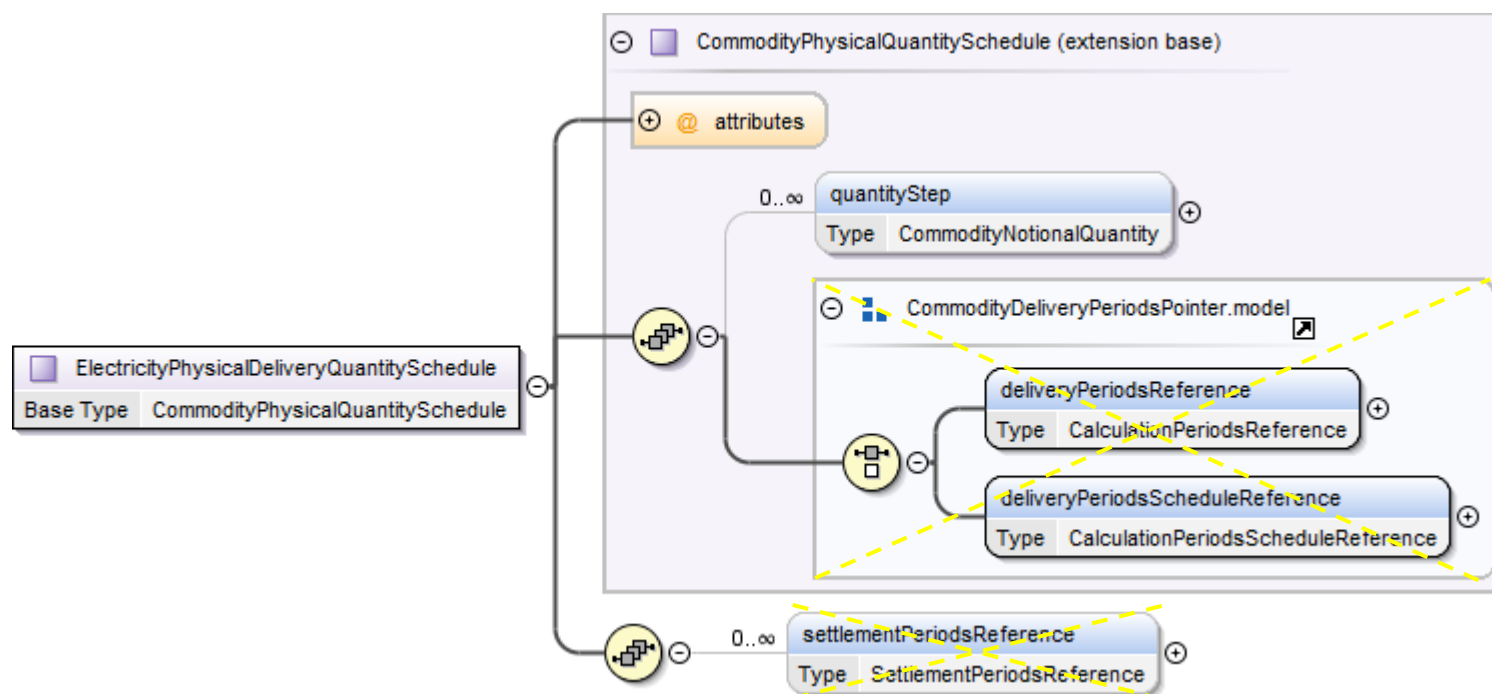 CommodityPhysicalQuantitySchedule (extension base)
@ attributes
0..∞
quantityStep
Type CommodityNotionalQuantity
CommodityDeliveryPeriodsPointer.model
ElectricityPhysicalDeliveryQuantitySchedule
Base Type CommodityPhysicalQuantitySchedule
deliveryPeriodsReference
Type CalculationPeriodsReference
deliveryPeriodsScheduleReference
Type CalculationPeriodsScheduleReference
0..∞
settlementPeriodsReference
Type SettlementPeriodsReference